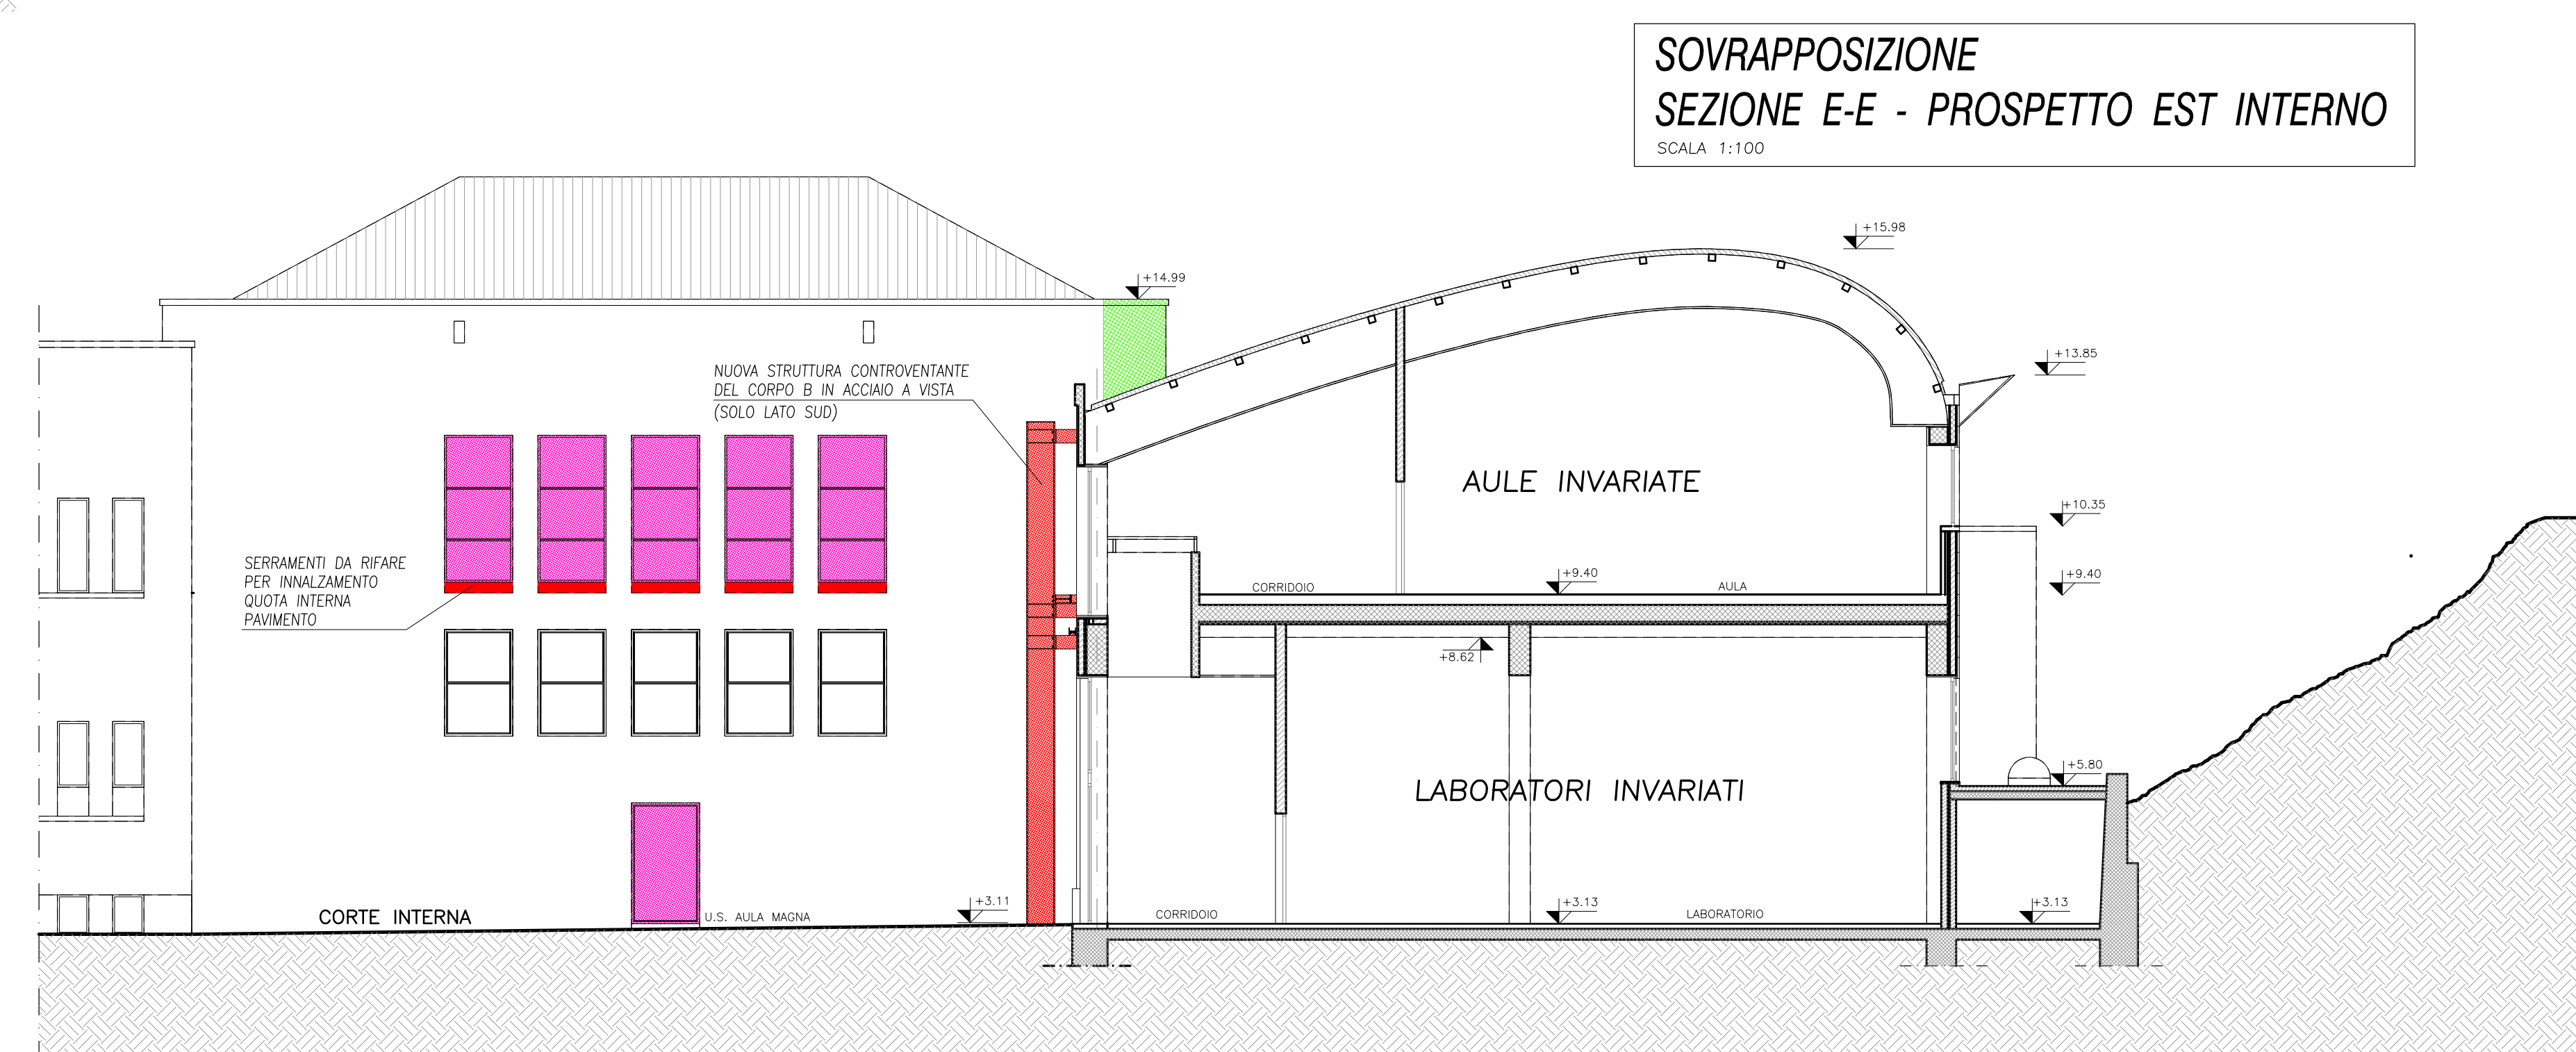 SOVRAPPOSIZIONE
SEZIONE E-E - PROSPETTO EST INTERNO
SCALA 1:100
+15.98
+14.99
+13.85
NUOVA STRUTTURA CONTROVENTANTE
DEL CORPO B IN ACCIAIO A VISTA
(SOLO LATO SUD)
AULE INVARIATE
+10.35
SERRAMENTI DA RIFARE
PER INNALZAMENTO
QUOTA INTERNA
PAVIMENTO
CORRIDOIO
+9.40
AULA
+9.40
+8.62
+5.80
LABORATORI INVARIATI
CORTE INTERNA
U.S. AULA MAGNA
+3.11
CORRIDOIO
+3.13
LABORATORIO
+3.13